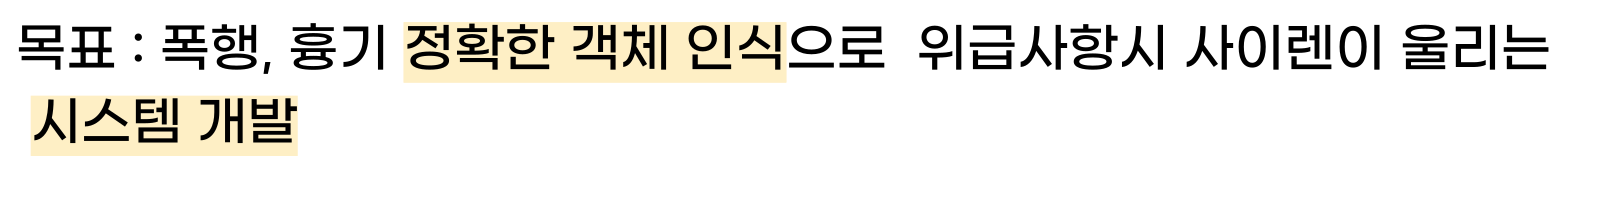 목표 : 폭행, 흉기 정확한 객체 인식으로  위급사항시 사이렌이 울리는
시스템 개발